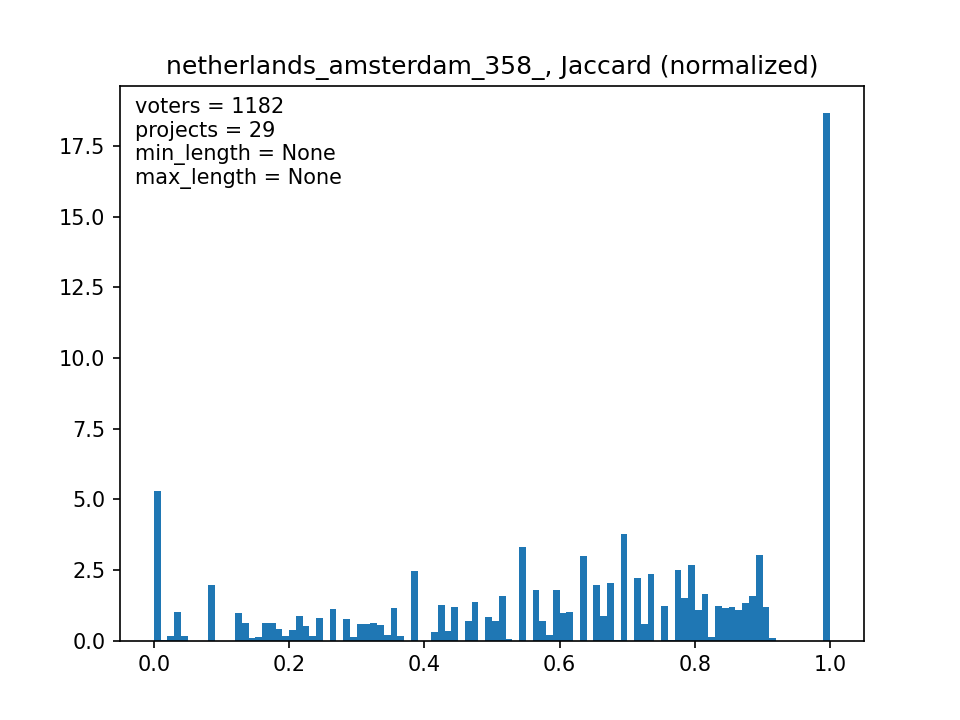 netherlands_amsterdam_358_, Jaccard (normalized)
voters = 1182
projects = 29
min_length = None
max_length = None
17.5
15.0
12.5
10.0
7.5
5.0
2.5
0.0
0.0 0.2 0.4 0.6 0.8 1.0